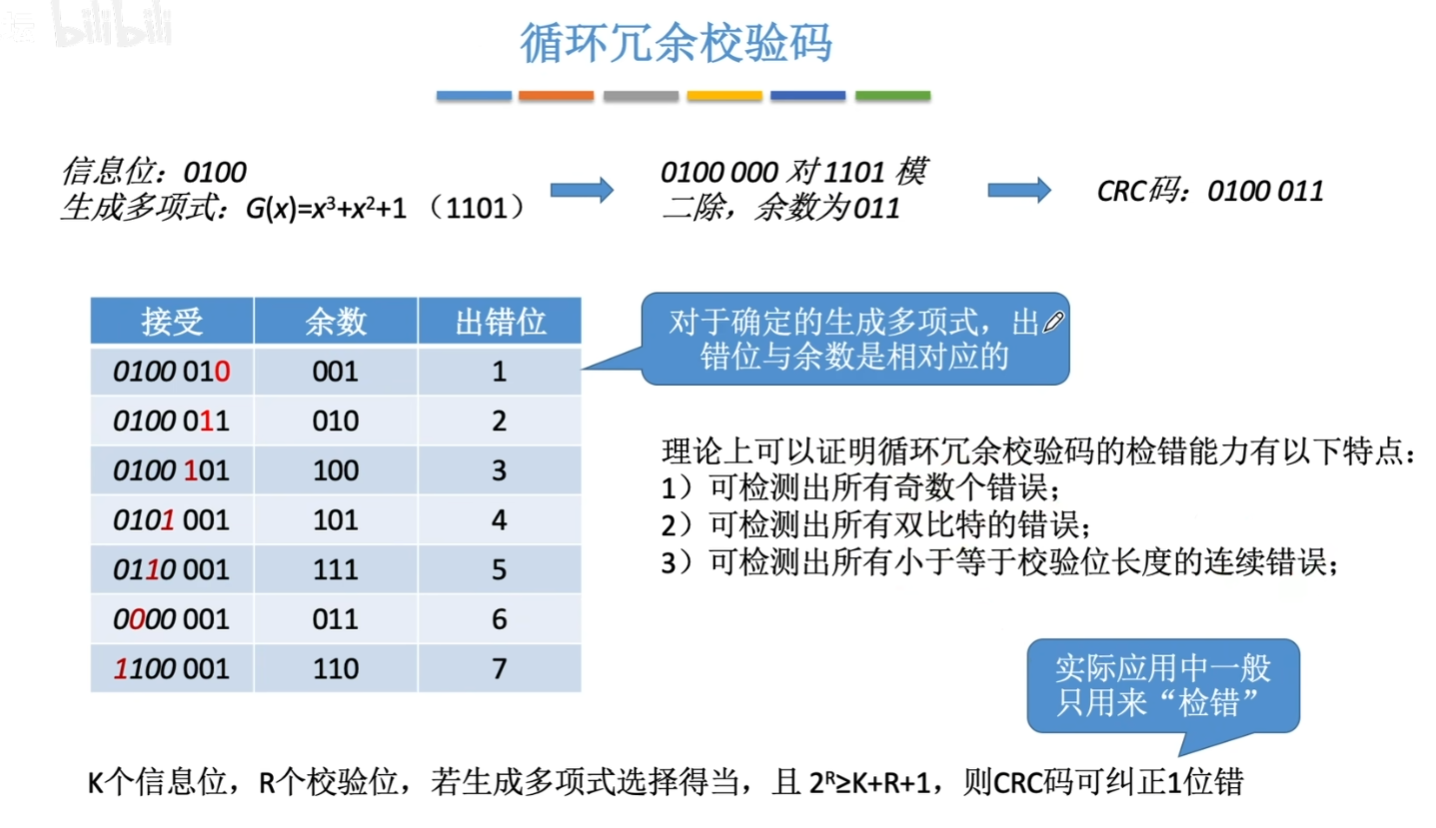 bilibili
循环冗余校验码
信息位：0100
生成多项式：G(x)=x³+x²+1 （1101）
0100 000 对 1101 模
二除，余数为 011
CRC码：0100 011
接受 余数 出错位
0100 010 001 1
0100 011 010 2
0100 101 100 3
0101 001 101 4
0110 001 111 5
0000 001 011 6
1100 001 110 7
对于确定的生成多项式，出
错位与余数是相对应的
理论上可以证明循环冗余校验码的检错能力有以下特点：
1）可检测出所有奇数个错误；
2）可检测出所有双比特的错误；
3）可检测出所有小于等于校验位长度的连续错误；
实际应用中一般
只用来“检错”
K个信息位，R个校验位，若生成多项式选择得当，且 2ᴿ≥K+R+1，则CRC码可纠正1位错